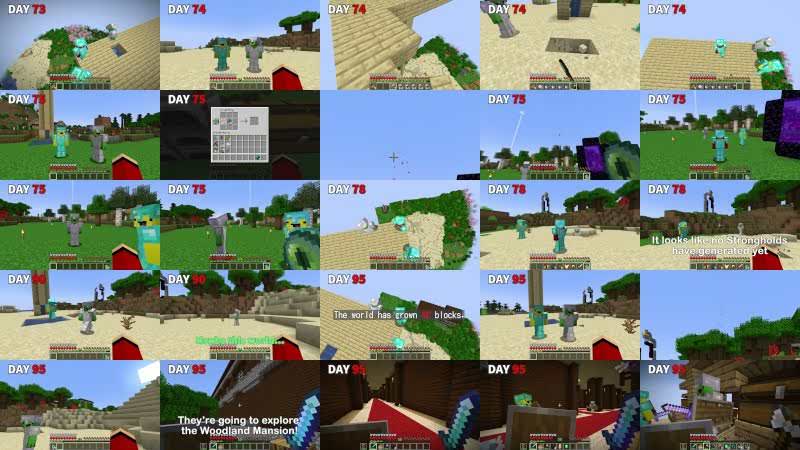 DAY 73
DAY 74
DAY 74
DAY 74
DAY 74
DAY 75
DAY 75
DAY 75
DAY 75
DAY 75
DAY 75
DAY 78
DAY 78
DAY 78
It looks like no Strongholds
have generated yet
DAY 90
DAY 90
DAY 95
The world has grown
blocks.
DAY 95
DAY 95
DAY 95
They're going to explore
the Woodland Mansion!
DAY 95
DAY 95
DAY